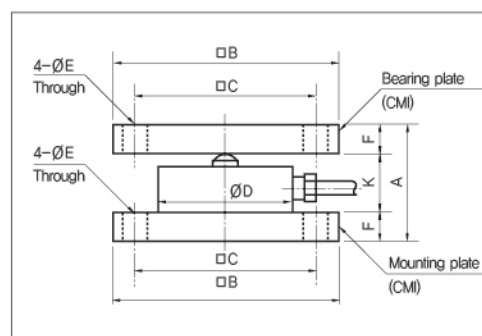 □B
4-ØE
Through
□C
Bearing plate
(CMI)
F
K
A
4-ØE
Through
ØD
F
□C
Mounting plate
(CMI)
□B